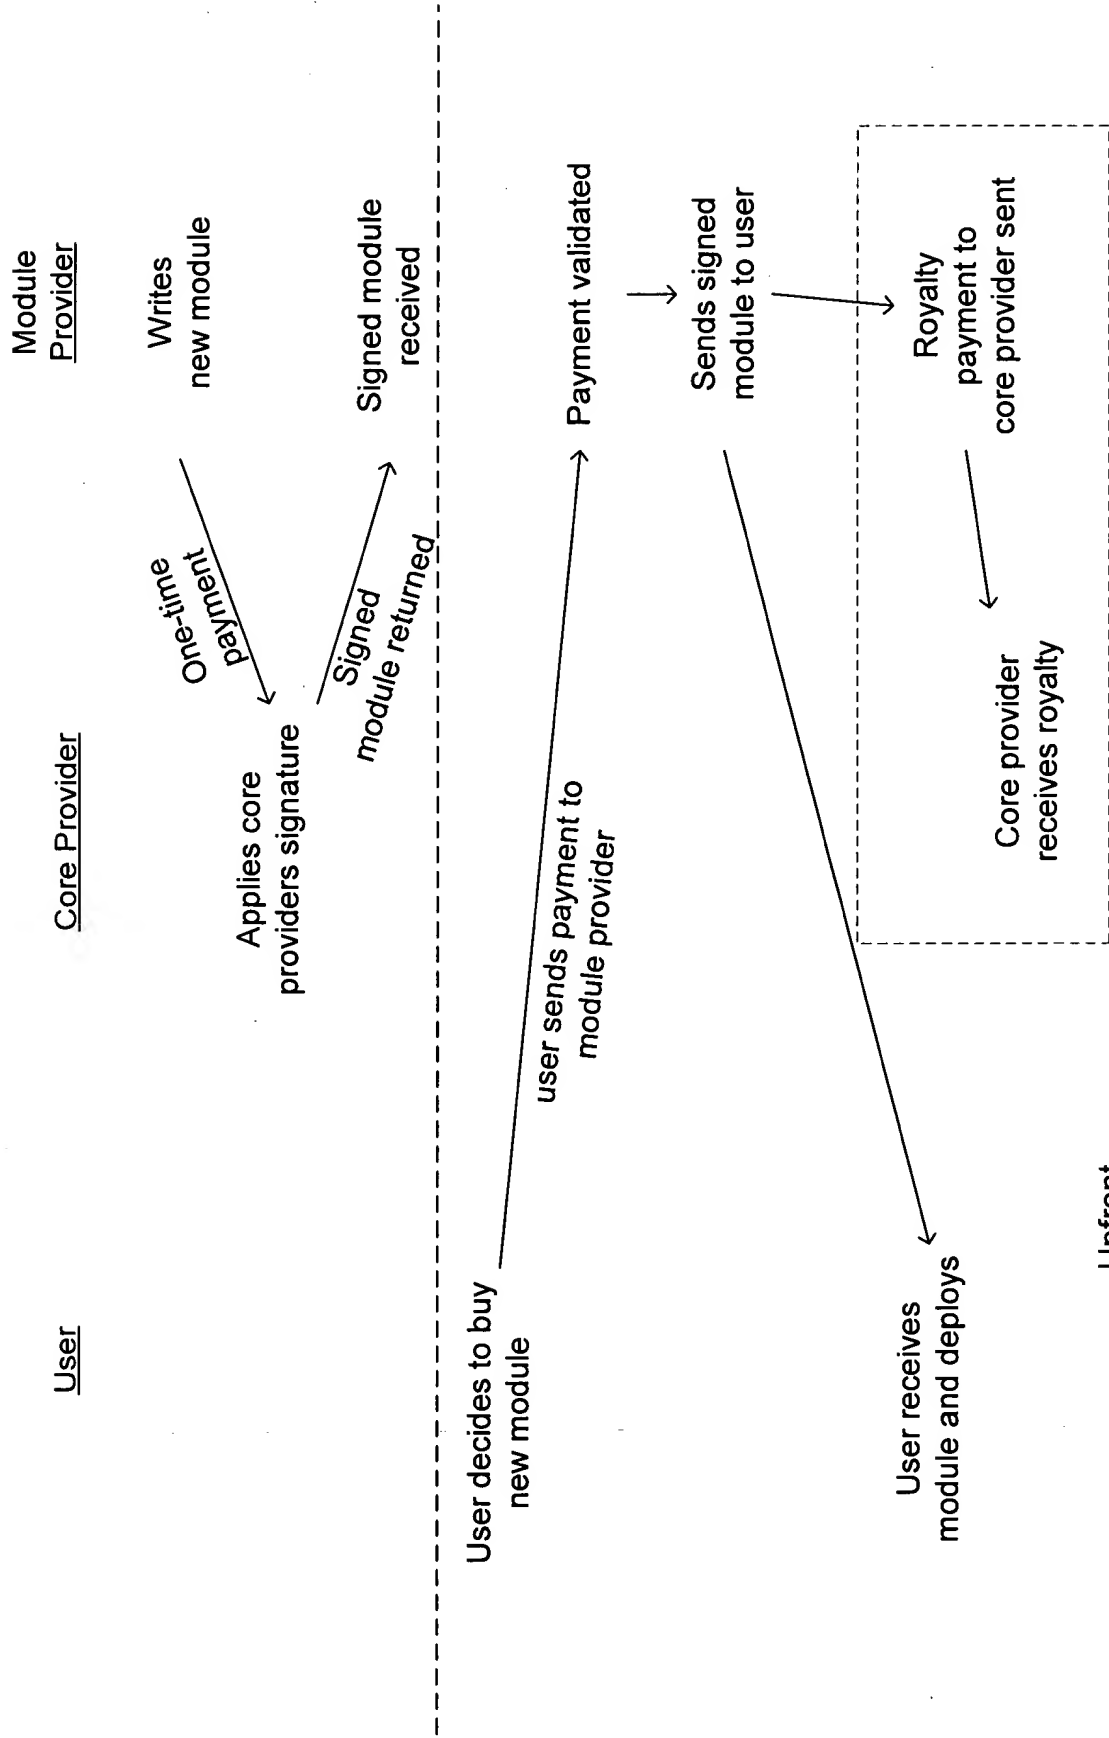 User
Core Provider
Module
Provider
Writes
new module
One-time
payment
Applies core
providers signature
Signed
module returned
Signed module
received
User decides to buy
new module
user sends payment to
module provider
Payment validated
Sends signed
module to user
User receives
module and deploys
Royalty
payment to
core provider sent
Core provider
receives royalty
Upfront